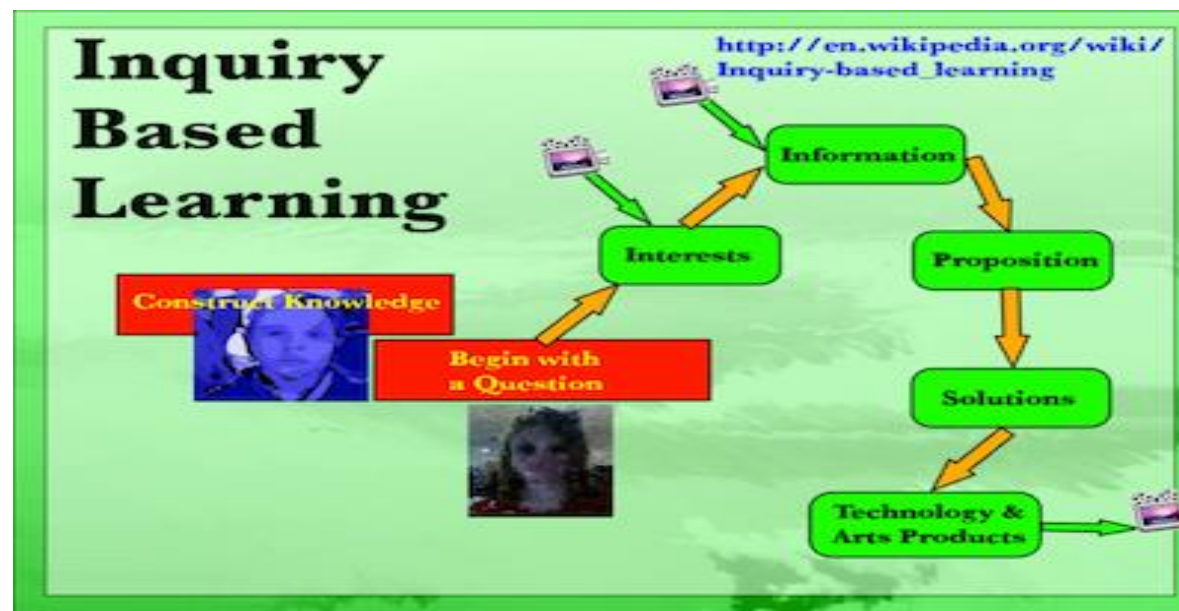 Inquiry
Based
Learning
http://en.wikipedia.org/wiki/
Inquiry-based_learning
Information
Interests
Proposition
Construct Knowledge
Begin with
a Question
Solutions
Technology &
Arts Products